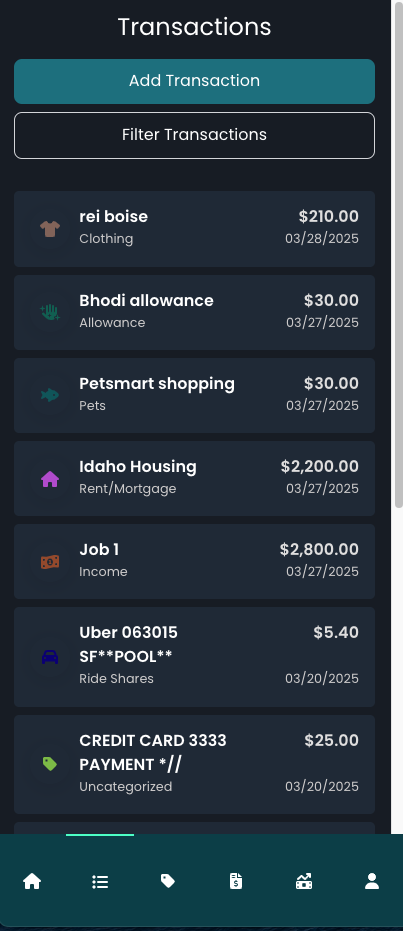 Transactions
Add Transaction
Filter Transactions
rei boise $210.00
Clothing 03/28/2025
Bhodi allowance $30.00
Allowance 03/27/2025
Petsmart shopping $30.00
Pets 03/27/2025
Idaho Housing $2,200.00
Rent/Mortgage 03/27/2025
Job 1 $2,800.00
Income 03/27/2025
Uber 063015 $5.40
SF**POOL**
Ride Shares 03/20/2025
CREDIT CARD 3333 $25.00
PAYMENT *//
Uncategorized 03/20/2025